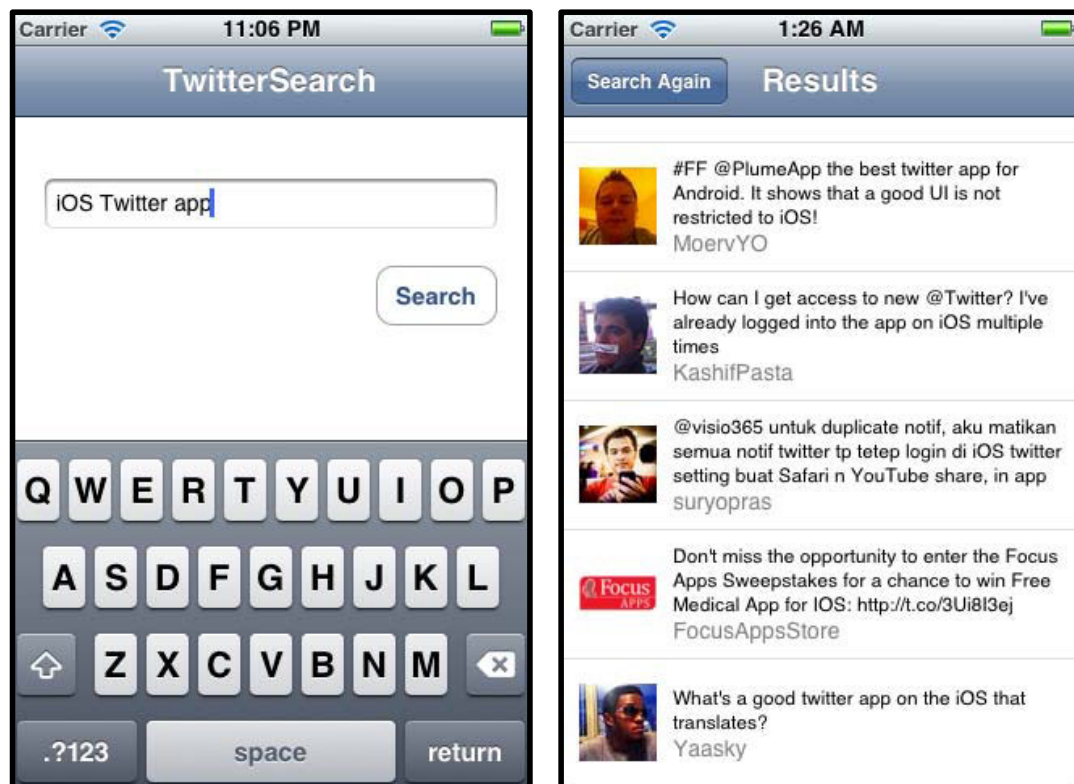 Carrier 11:06 PM
TwitterSearch
iOS Twitter app
Search
Q W E R T Y U I O P
A S D F G H J K L
Z X C V B N M
.?123 space return
Carrier 1:26 AM
Search Again Results
#FF @PlumeApp the best twitter app for
Android. It shows that a good UI is not
restricted to iOS!
MoervYO
How can I get access to new @Twitter? I've
already logged into the app on iOS multiple
times
KashifPasta
@visio365 untuk duplicate notif, aku matikan
semua notif twitter tp tetep login di iOS twitter
setting buat Safari n YouTube share, in app
suryopras
Focus
APPS
Don't miss the opportunity to enter the Focus
Apps Sweepstakes for a chance to win Free
Medical App for IOS: http://t.co/3Ui8I3ej
FocusAppsStore
What's a good twitter app on the iOS that
translates?
Yaasky